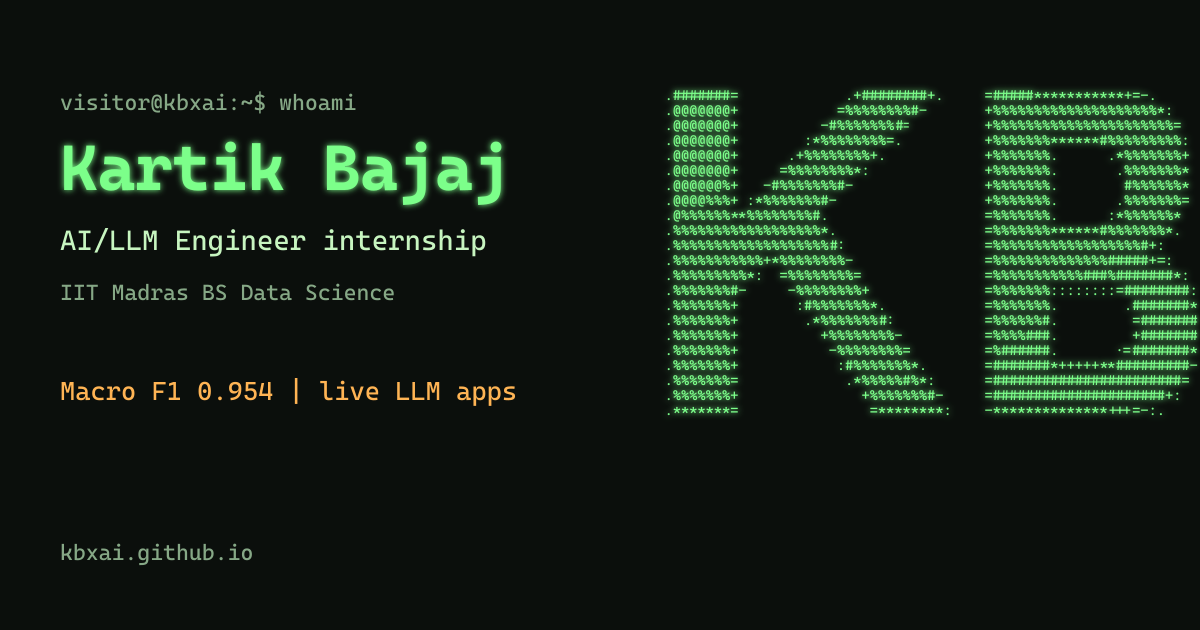 visitor@kbxai:~$ whoami
Kartik Bajaj
AI/LLM Engineer internship
IIT Madras BS Data Science
Macro F1 0.954 | live LLM apps
kbxai.github.io
KB